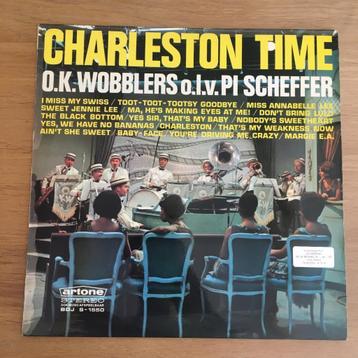 CHARLESTON TIME
O.K. WOBBLERS o.l.v. PI SCHEFFER
I MISS MY SWISS / TOOT-TOOT-TOOTSY GOODBYE / MISS ANNABELLE LEE
SWEET JENNIE LEE / MA, HE'S MAKING EYES AT ME! / DON'T BRING LULU
THE BLACK BOTTOM / YES SIR, THAT'S MY BABY / NOBODY'S SWEETHEART
YES, WE HAVE NO BANANAS / CHARLESTON / THAT'S MY WEAKNESS NOW
AIN'T SHE SWEET / BABY-FACE / YOU'RE DRIVING ME CRAZY / MARGIE E.A.
artone
STEREO
BDJ S-1550